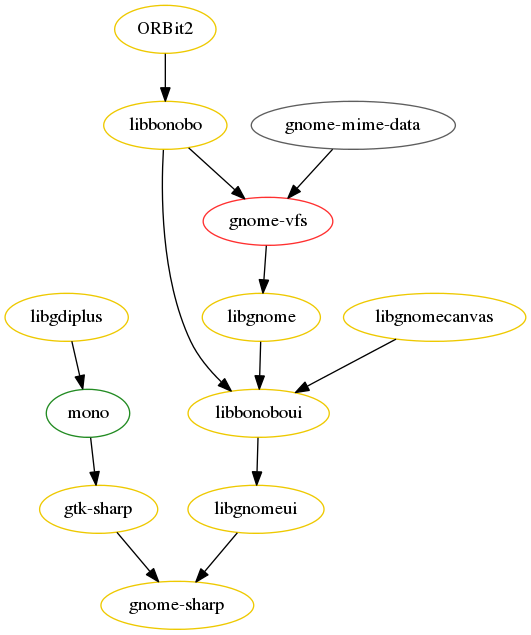 ORBit2
libbonobo
gnome-mime-data
gnome-vfs
libgdiplus
libgnome
libgnomecanvas
mono
libbonoboui
gtk-sharp
libgnomeui
gnome-sharp